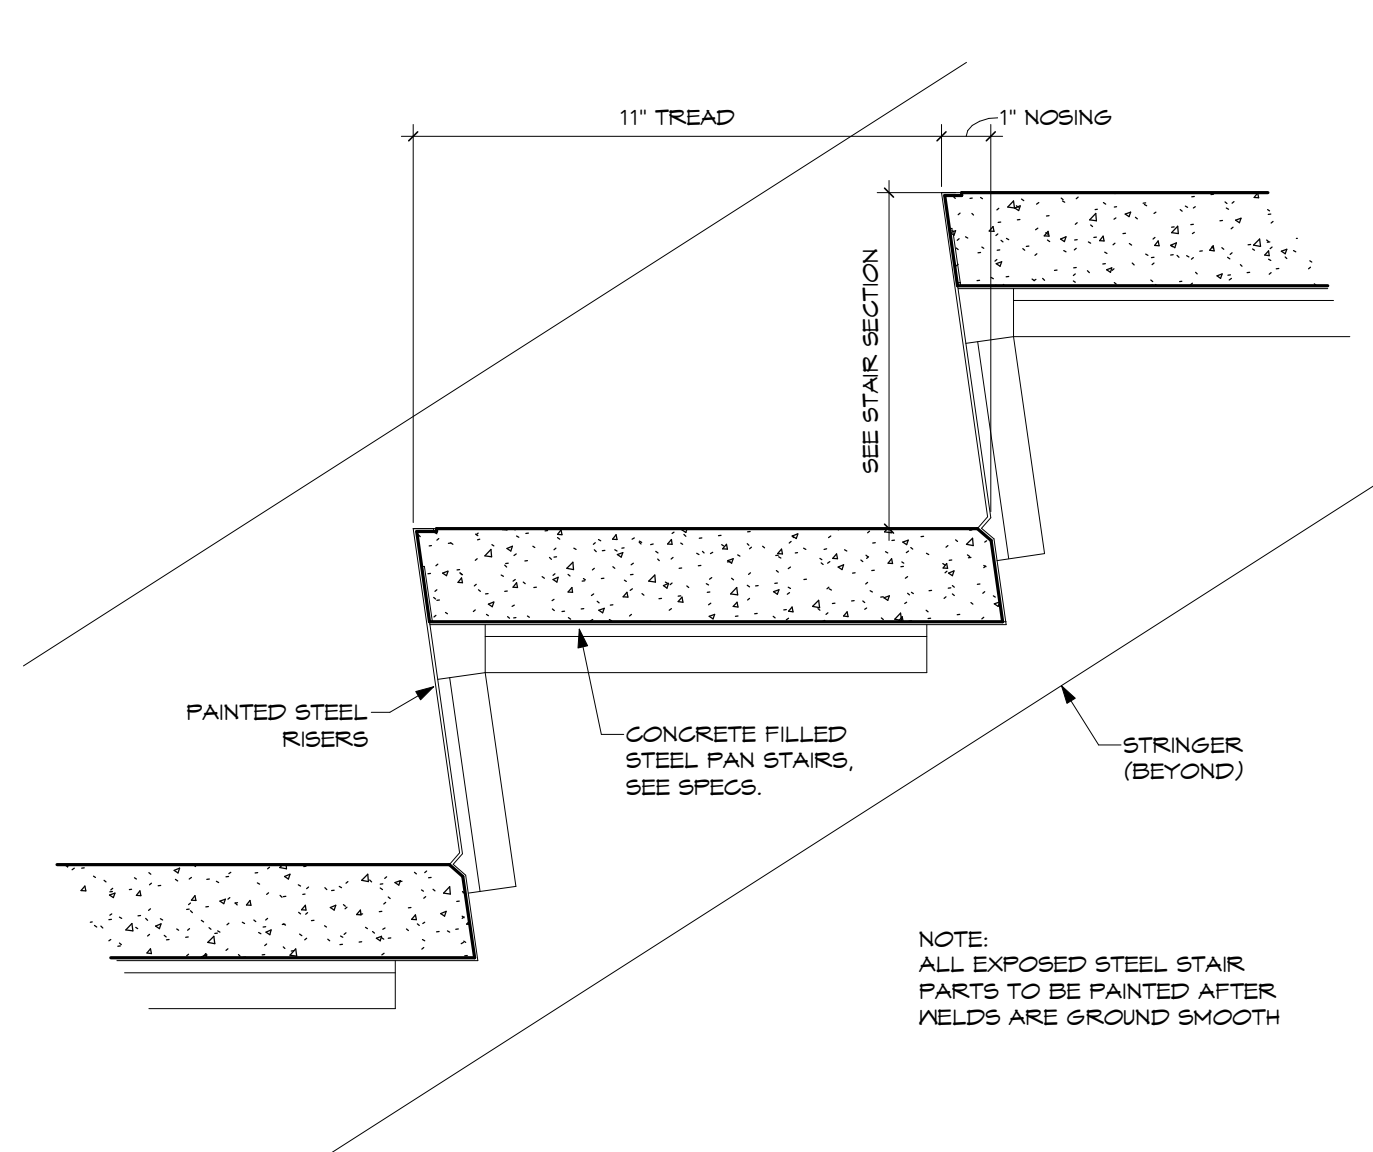 11" TREAD
1" NOSING
SEE STAIR SECTION
PAINTED STEEL
RISERS
CONCRETE FILLED
STEEL PAN STAIRS,
SEE SPECS.
STRINGER
(BEYOND)
NOTE:
ALL EXPOSED STEEL STAIR
PARTS TO BE PAINTED AFTER
WELDS ARE GROUND SMOOTH